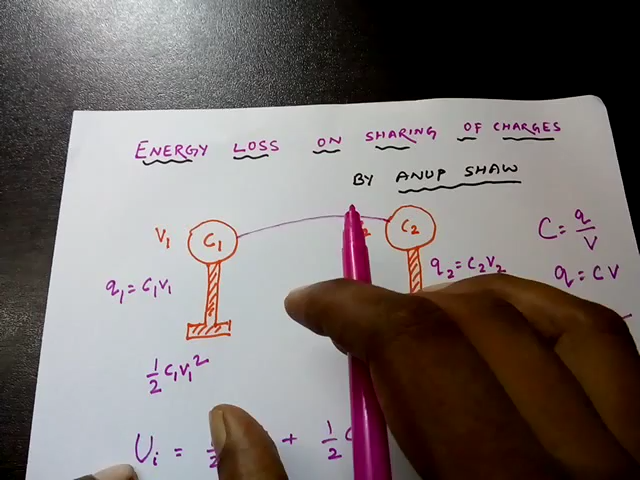 ENERGY LOSS ON SHARING OF CHARGES
BY ANUP SHAW
V₁ C₁ C₂
C = q/V
q₁ = C₁V₁
q₂ = C₂V₂
q = CV
½ C₁V₁²
Uᵢ = + ½